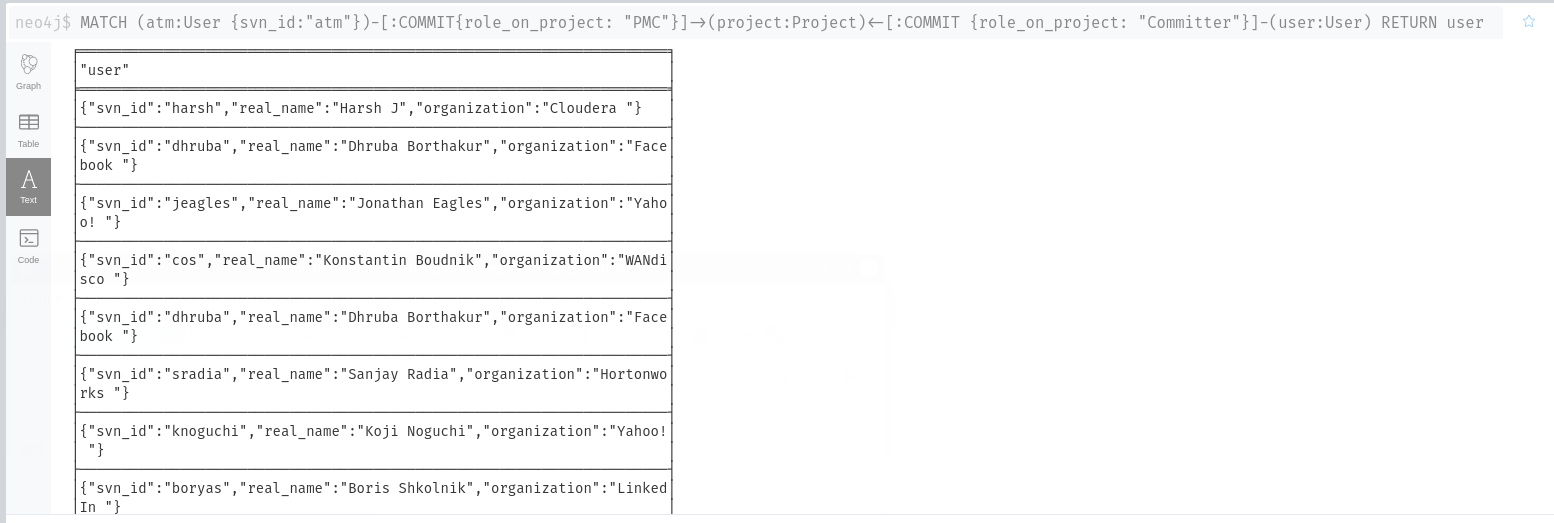 neo4j$ MATCH (atm:User {svn_id:"atm"})-[:COMMIT{role_on_project: "PMC"}]→(project:Project)←[:COMMIT {role_on_project: "Committer"}]-(user:User) RETURN user
Graph
Table
Text
Code
"user"
{"svn_id":"harsh","real_name":"Harsh J","organization":"Cloudera "}
{"svn_id":"dhruba","real_name":"Dhruba Borthakur","organization":"Face
book "}
{"svn_id":"jeagles","real_name":"Jonathan Eagles","organization":"Yaho
o! "}
{"svn_id":"cos","real_name":"Konstantin Boudnik","organization":"WANdi
sco "}
{"svn_id":"dhruba","real_name":"Dhruba Borthakur","organization":"Face
book "}
{"svn_id":"sradia","real_name":"Sanjay Radia","organization":"Hortonwo
rks "}
{"svn_id":"knoguchi","real_name":"Koji Noguchi","organization":"Yahoo!
 "}
{"svn_id":"boryas","real_name":"Boris Shkolnik","organization":"Linked
In "}